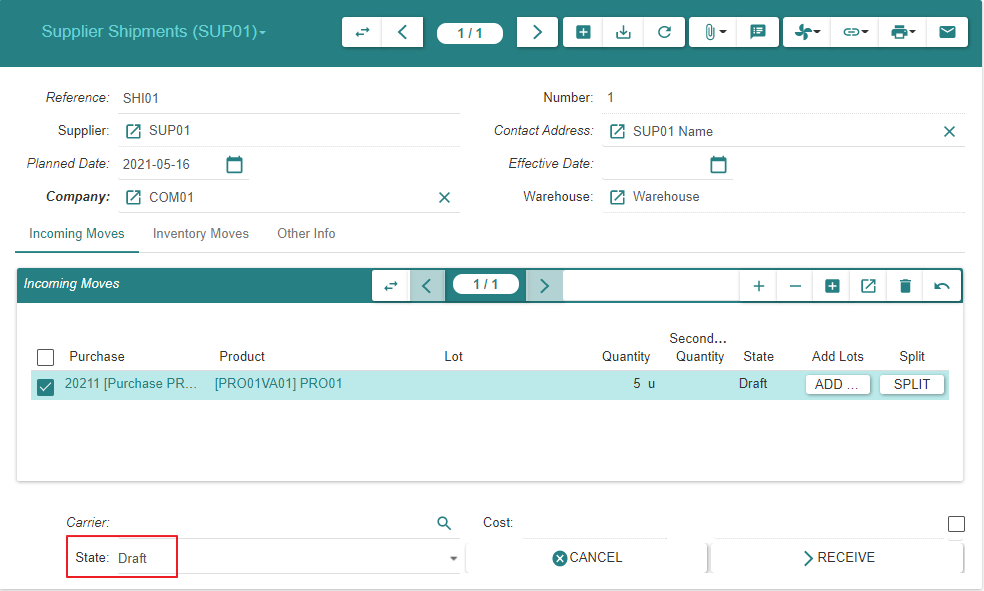 Supplier Shipments (SUP01)
1 / 1
Reference: SHI01 Number: 1
Supplier: SUP01 Contact Address: SUP01 Name
Planned Date: 2021-05-16 Effective Date:
Company: COM01 Warehouse: Warehouse
Incoming Moves Inventory Moves Other Info
Incoming Moves 1 / 1
Purchase Product Lot Quantity Second... Quantity State Add Lots Split
20211 [Purchase PR... [PRO01VA01] PRO01 5 u Draft ADD ... SPLIT
Carrier: Cost:
State: Draft CANCEL RECEIVE